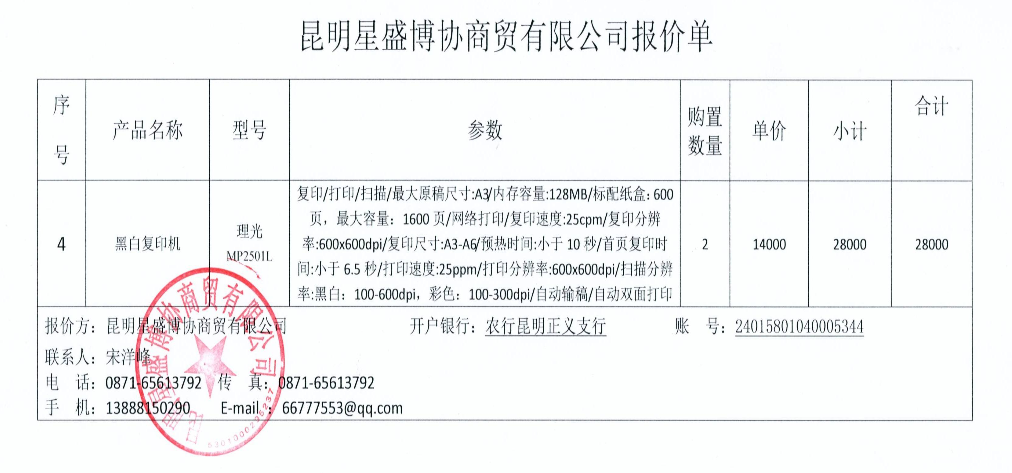 昆明星盛博协商贸有限公司报价单
序号 产品名称 型号 参数 购置数量 单价 小计 合计
4 黑白复印机 理光 MP2501L 复印/打印/扫描/最大原稿尺寸:A3/内存容量:128MB/标配纸盒: 600
页, 最大容量: 1600 页/网络打印/复印速度:25cpm/复印分辨
率:600x600dpi/复印尺寸:A3-A6/预热时间:小于 10 秒/首页复印时
间:小于 6.5 秒/打印速度:25ppm/打印分辨率:600x600dpi/扫描分辨
率:黑白: 100-600dpi, 彩色: 100-300dpi/自动输稿/自动双面打印
2 14000 28000 28000
报价方: 昆明星盛博协商贸有限公司 开户银行: 农行昆明正义支行 账 号: 24015801040005344
联系人: 宋洋峰
电 话: 0871-65613792 传 真: 0871-65613792
手 机: 13888150290 E-mail : 66777553@qq.com
昆明星盛博协商贸有限公司